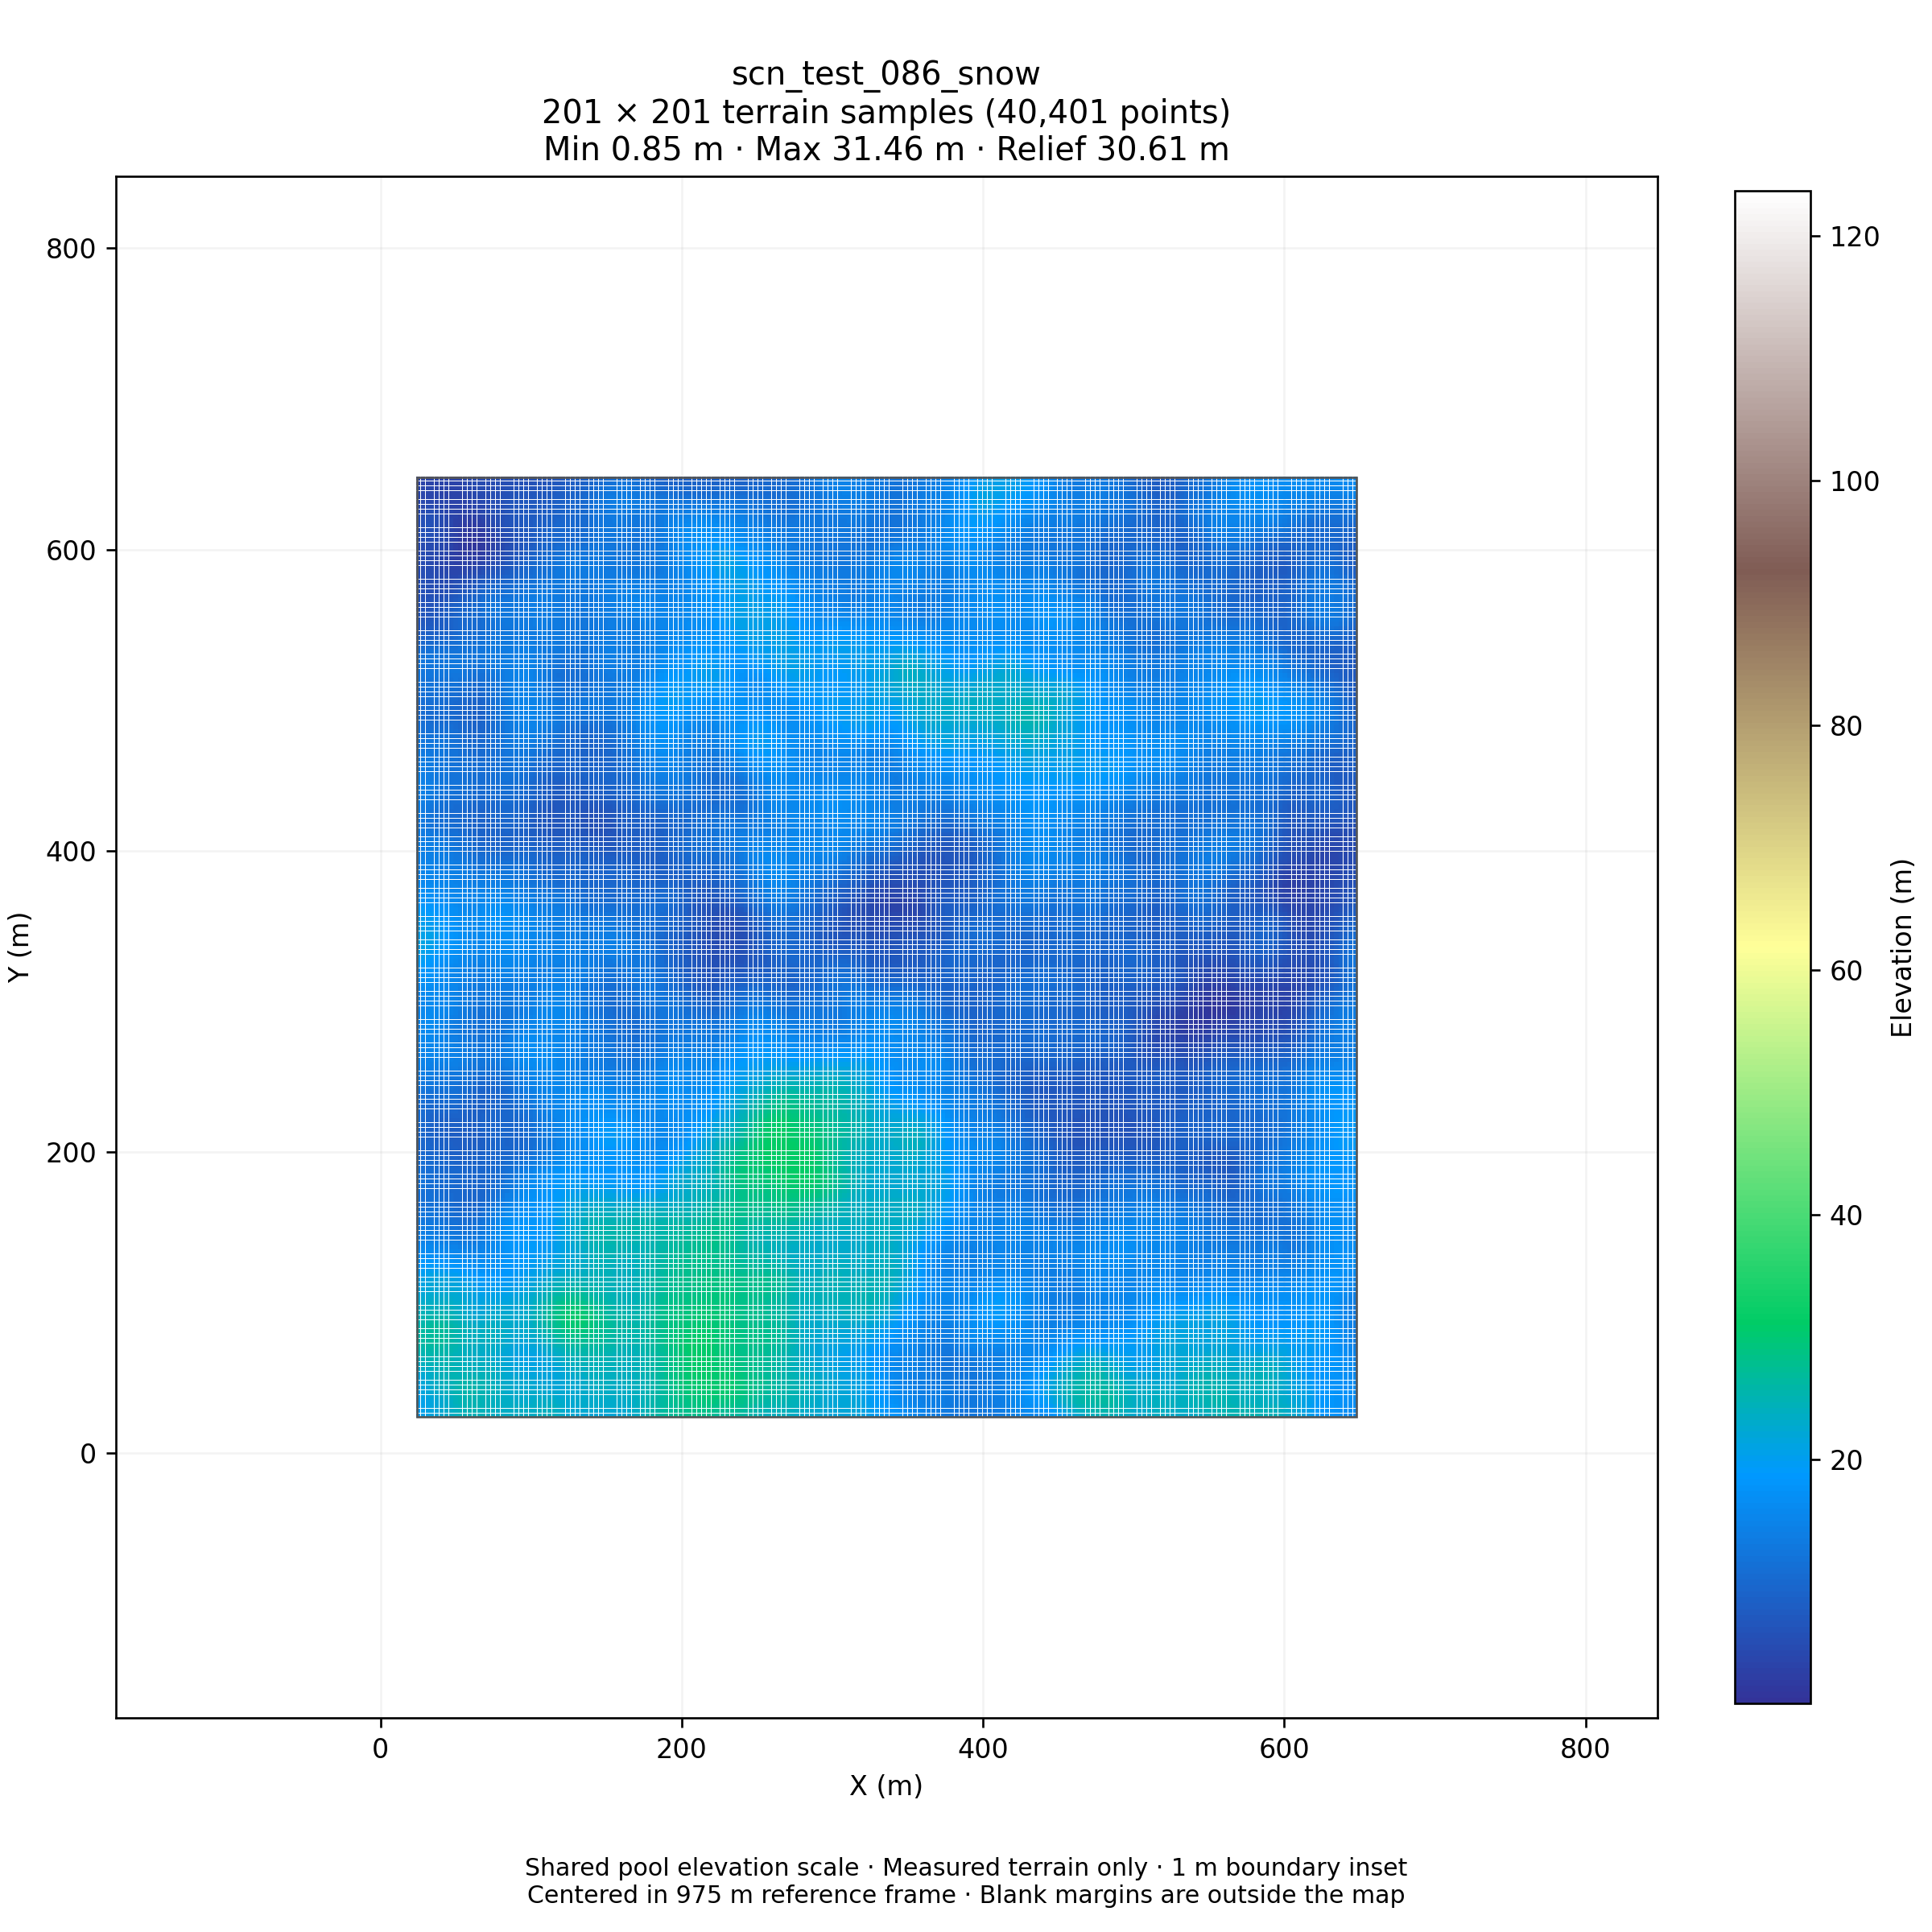 scn_test_086_snow
201 × 201 terrain samples (40,401 points)
Min 0.85 m · Max 31.46 m · Relief 30.61 m
800
600
400
200
0
Y (m)
0
200
400
600
800
X (m)
120
100
80
60
40
20
Elevation (m)
Shared pool elevation scale · Measured terrain only · 1 m boundary inset
Centered in 975 m reference frame · Blank margins are outside the map